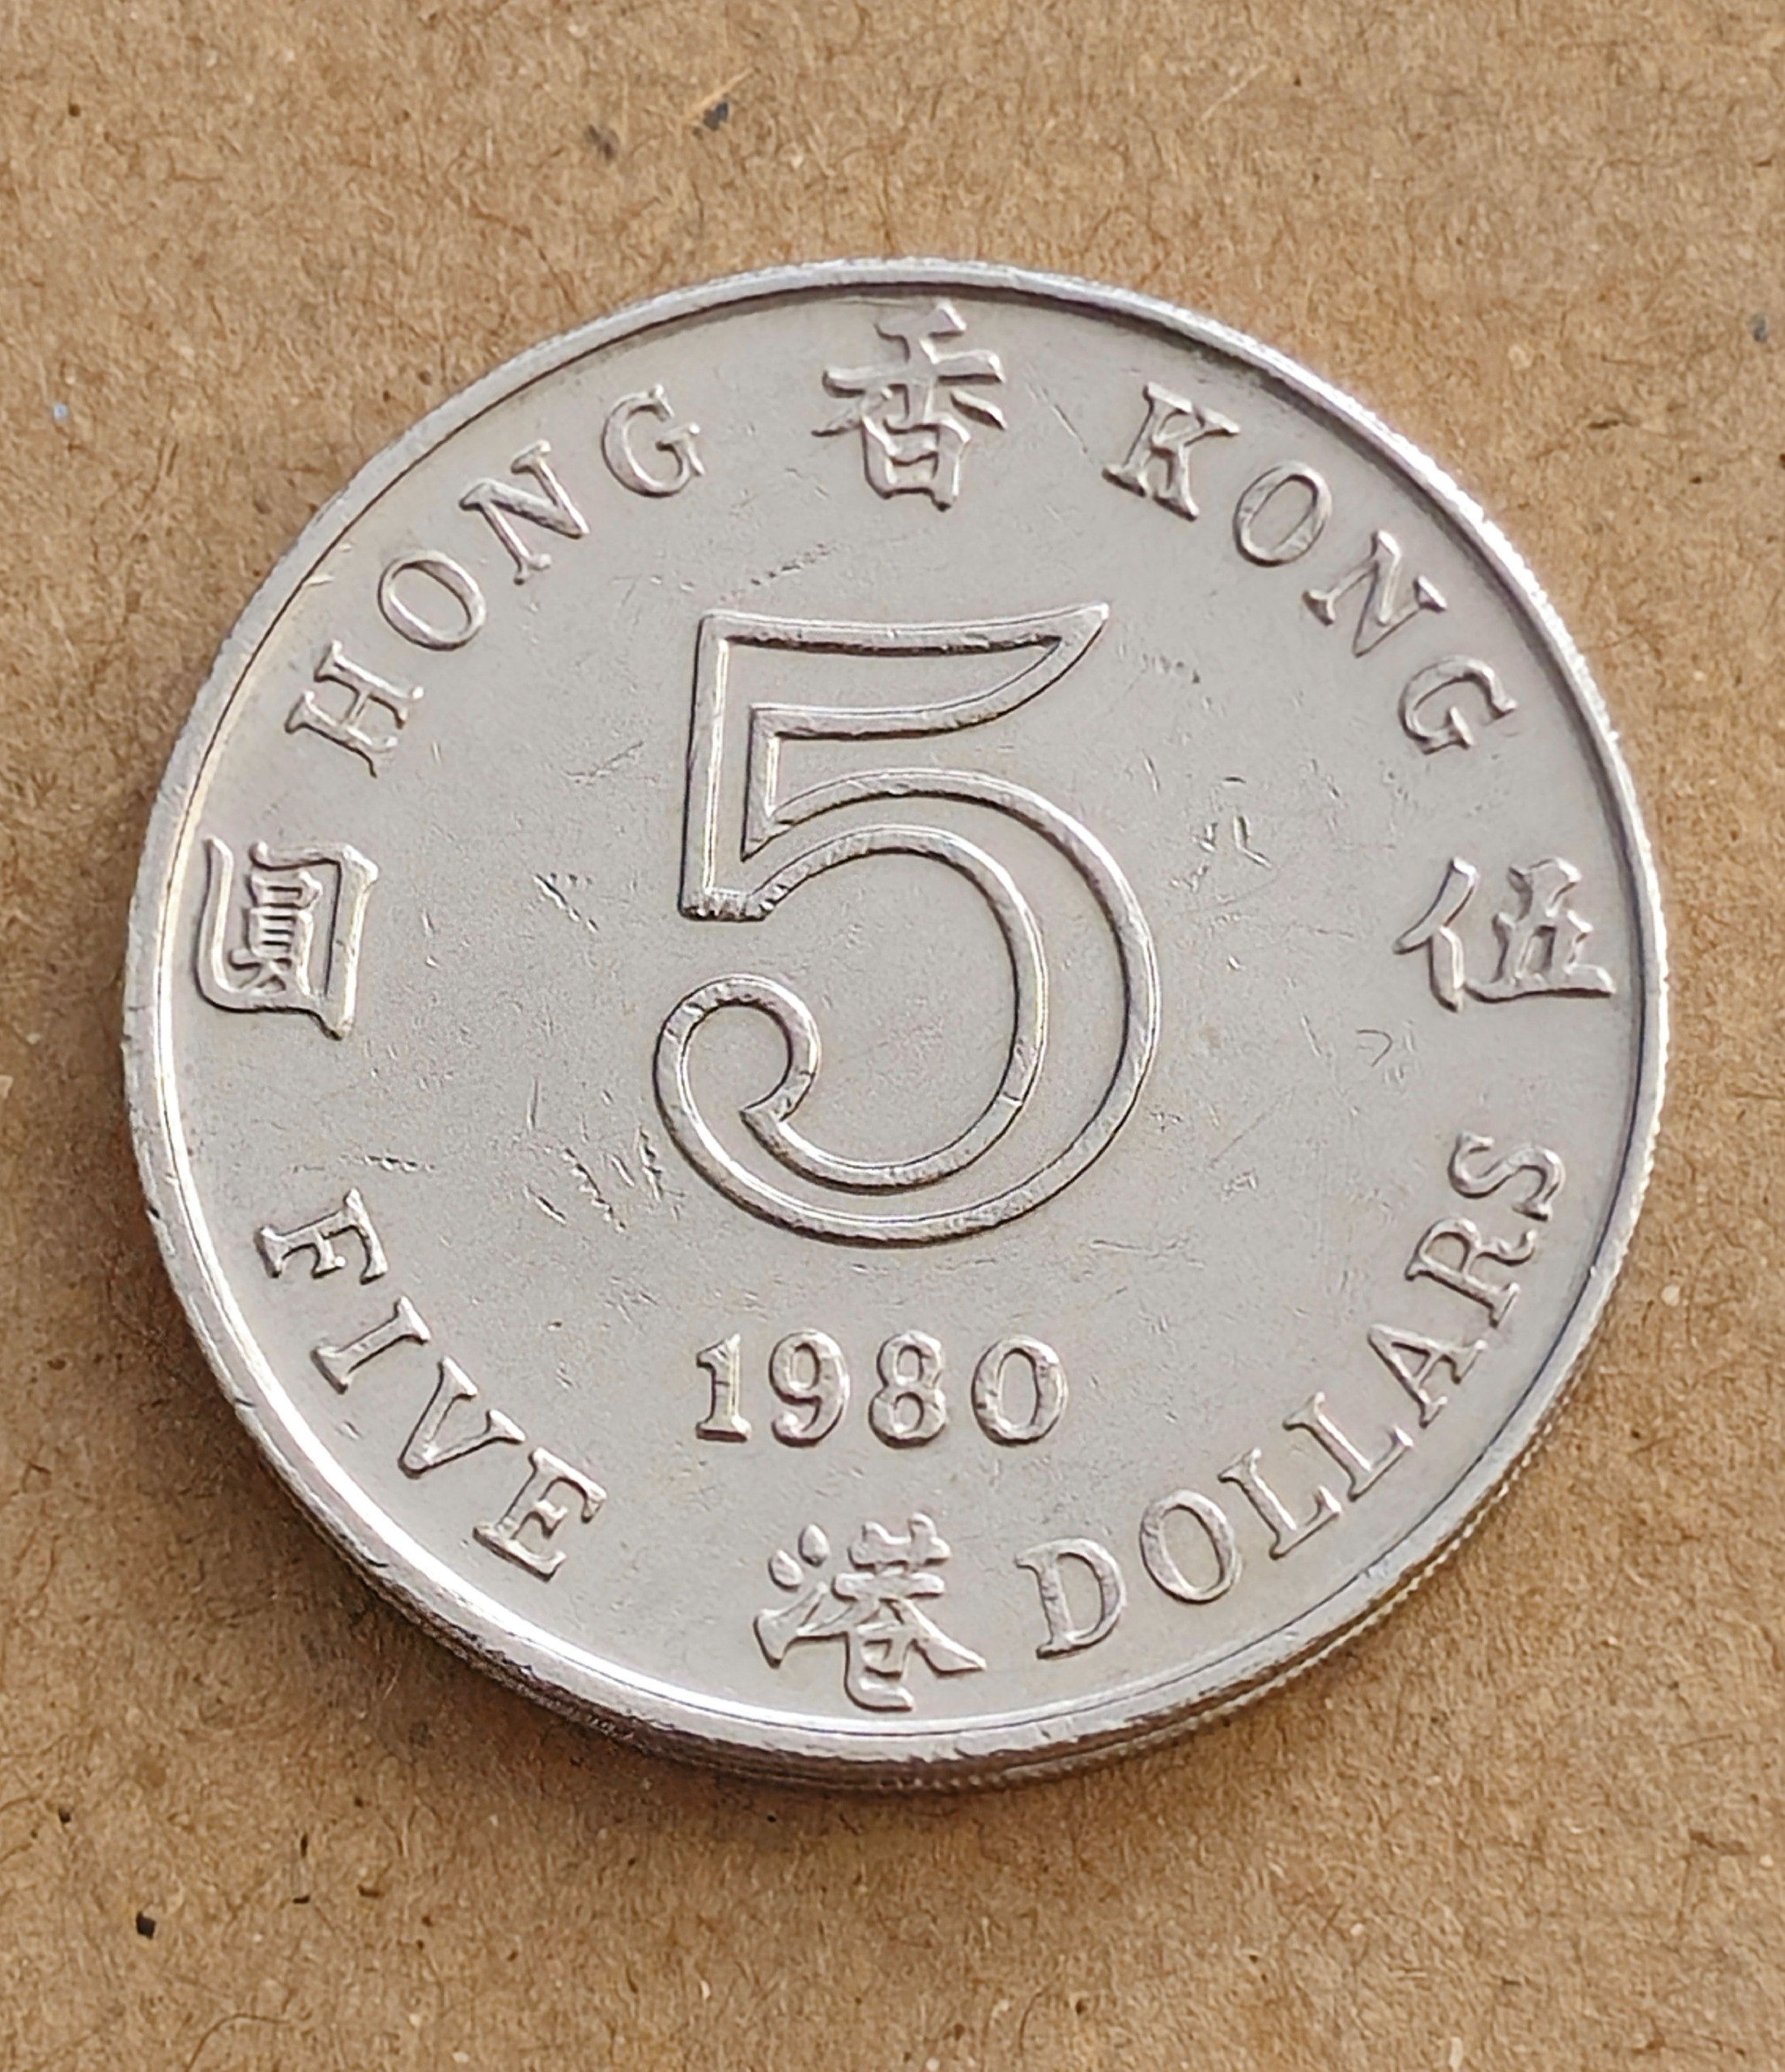 HONG KONG
香港
伍圓
5
1980
FIVE DOLLARS